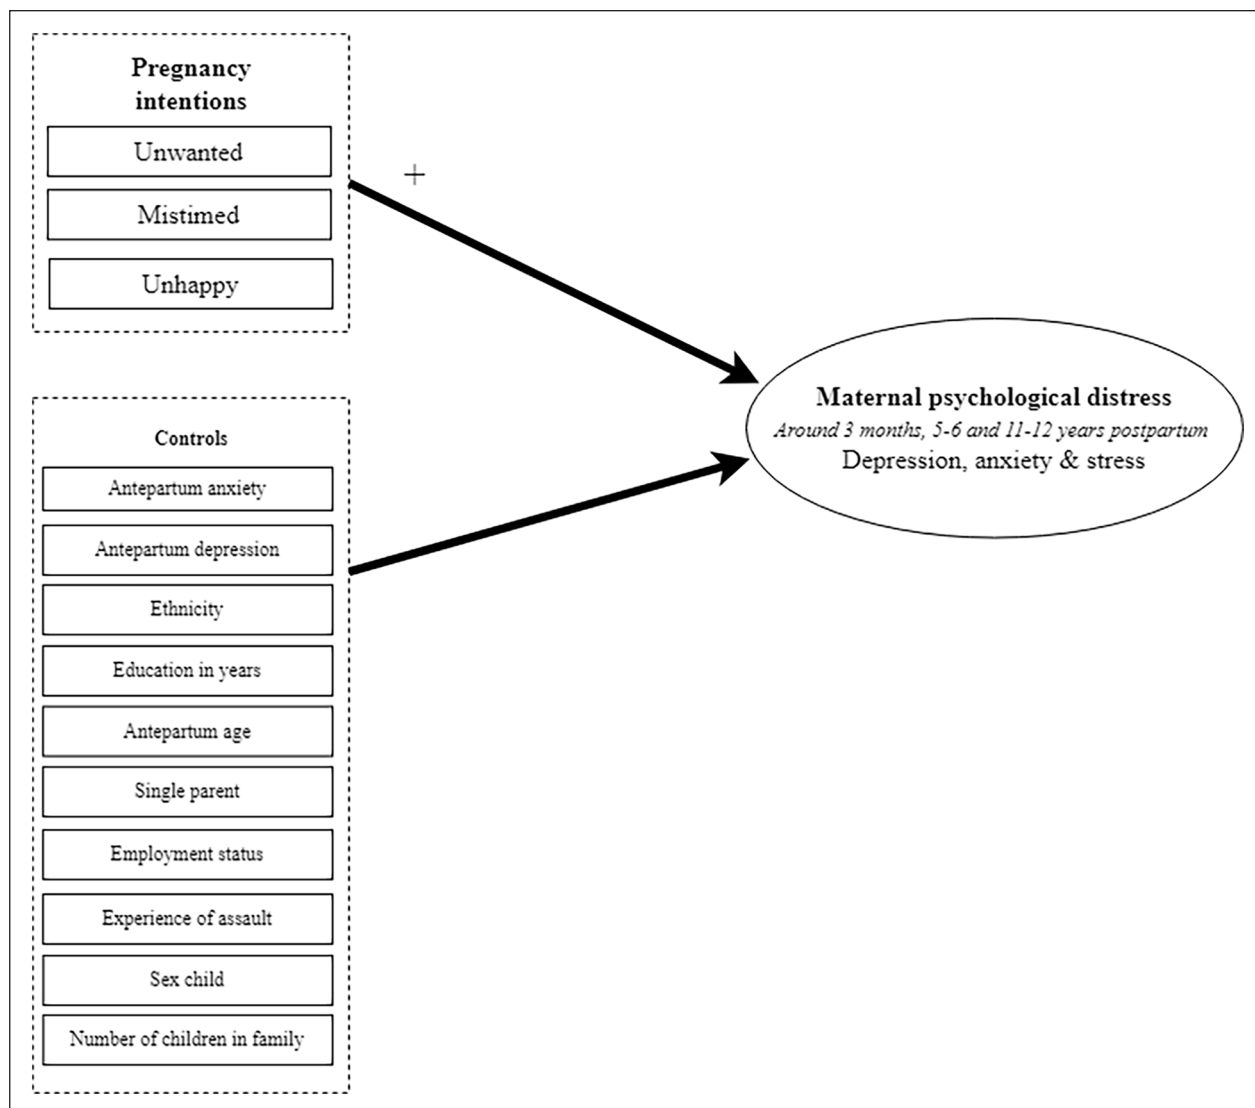 Pregnancy
intentions
Unwanted
Mistimed
Unhappy
+
Controls
Antepartum anxiety
Antepartum depression
Ethnicity
Education in years
Antepartum age
Single parent
Employment status
Experience of assault
Sex child
Number of children in family
Maternal psychological distress
Around 3 months, 5-6 and 11-12 years postpartum
Depression, anxiety & stress